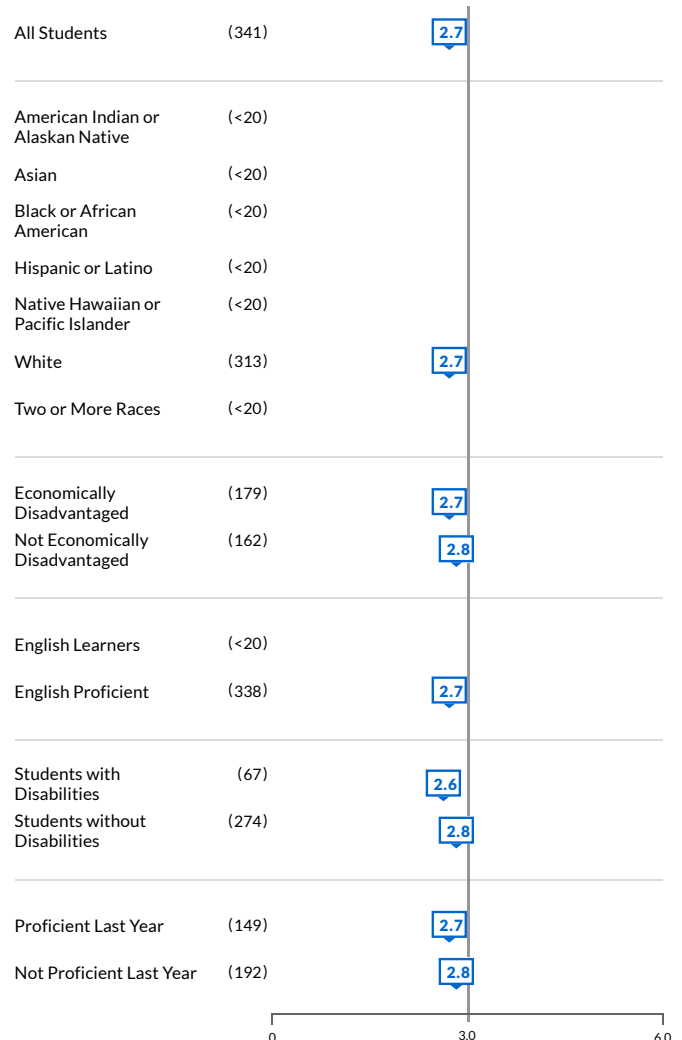 All Students (341) 2.7
American Indian or (<20)
Alaskan Native
Asian (<20)
Black or African (<20)
American
Hispanic or Latino (<20)
Native Hawaiian or (<20)
Pacific Islander
White (313) 2.7
Two or More Races (<20)
Economically (179) 2.7
Disadvantaged
Not Economically (162) 2.8
Disadvantaged
English Learners (<20)
English Proficient (338) 2.7
Students with (67) 2.6
Disabilities
Students without (274) 2.8
Disabilities
Proficient Last Year (149) 2.7
Not Proficient Last Year (192) 2.8
0 3.0 6.0